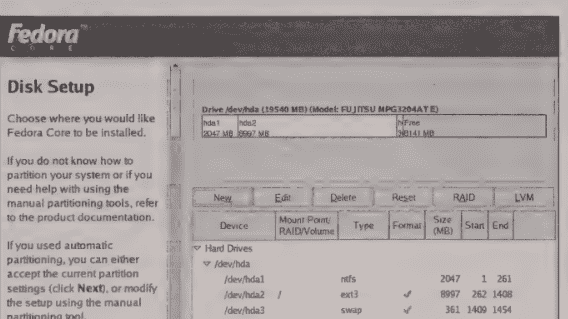 Fedora
CORE
Disk Setup
Choose where you would like
Fedora Core to be installed.
If you do not know how to
partition your system or if you
need help with using the
manual partitioning tools, refer
to the product documentation.
If you used automatic
partitioning, you can either
accept the current partition
settings (click Next), or modify
the setup using the manual
partitioning tool.
Drive /dev/hda (19540 MB) (Model: FUJITSU MPG3204AT E)
hda1 hda2 Free
2047 MB 8997 MB 8141 MB
New Edit Delete Reset RAID LVM
Device Mount Point/ RAID/Volume Type Format Size (MB) Start End
Hard Drives
/dev/hda
/dev/hda1 ntfs 2047 1 261
/dev/hda2 / ext3 ✓ 8997 262 1408
/dev/hda3 swap ✓ 361 1409 1454